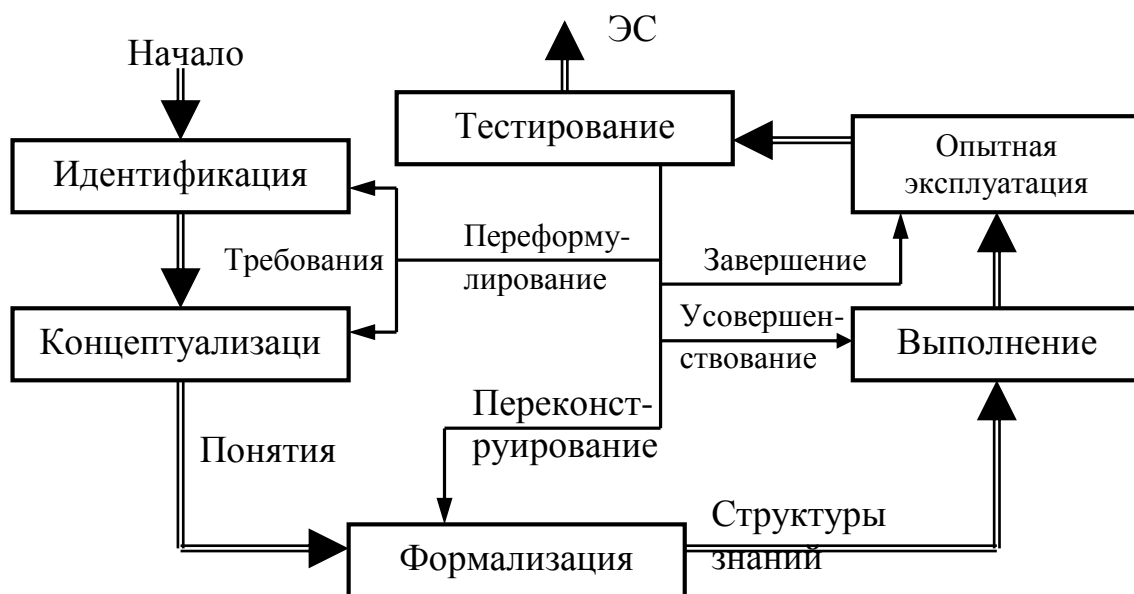 ЭС
Начало
Тестирование
Опытная
эксплуатация
Идентификация
Требования
Переформу-
лирование
Завершение
Концептуализаци
Усовершен-
ствование
Выполнение
Переконст-
руирование
Понятия
Структуры
знаний
Формализация